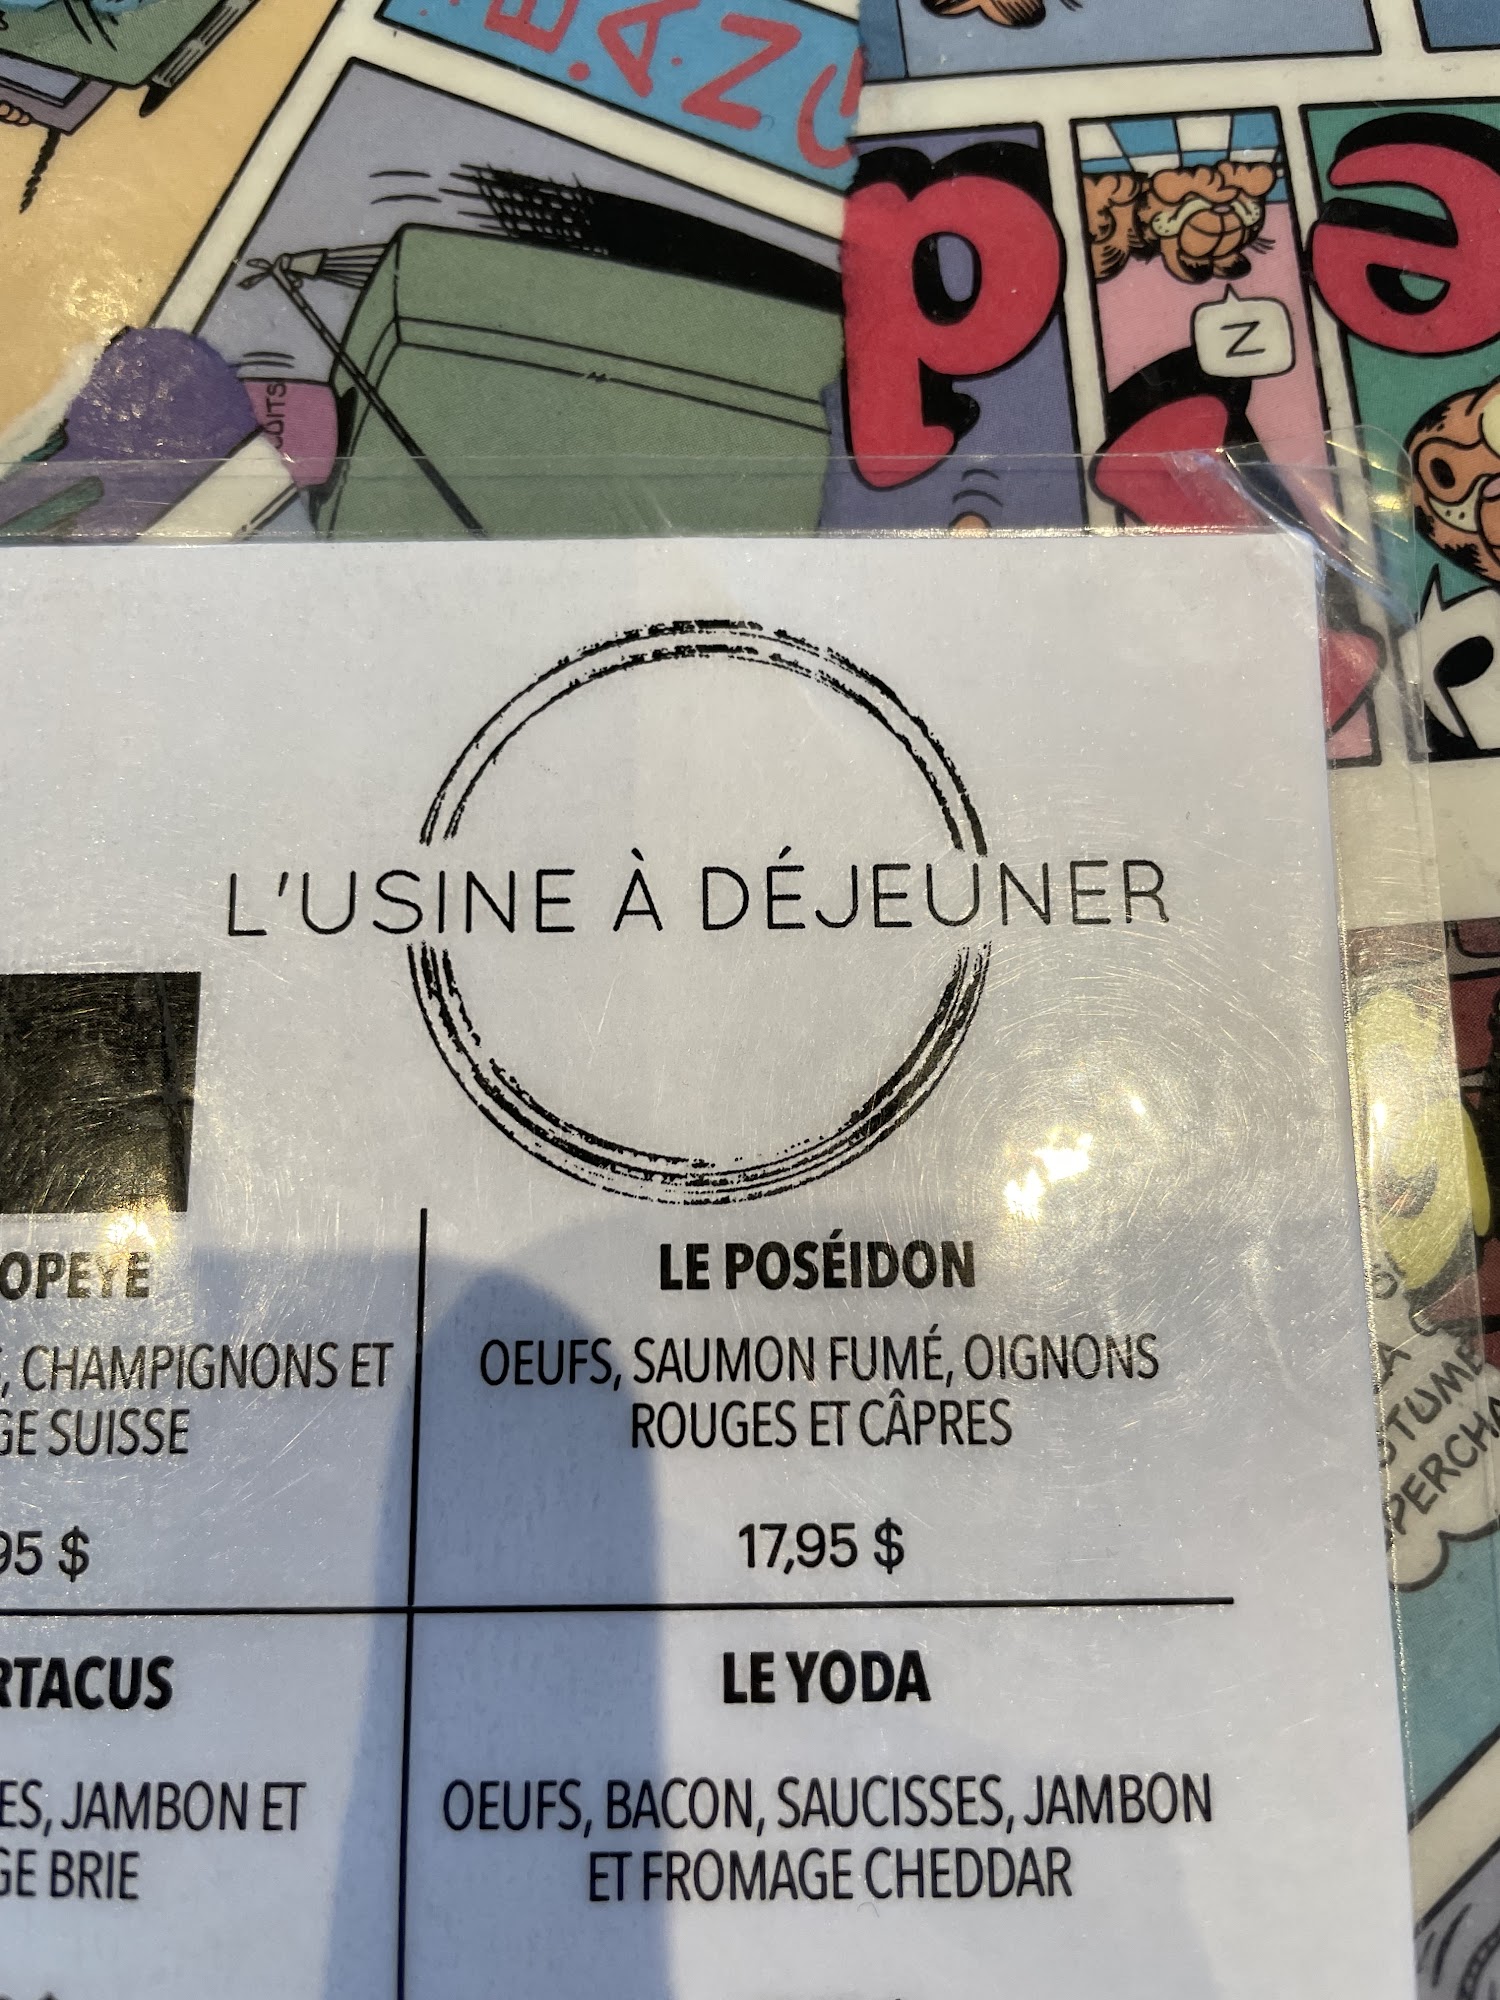 Z
L'USINE À DÉJEUNER
LE POSÉIDON
OEUFS, SAUMON FUMÉ, OIGNONS
ROUGES ET CÂPRES
17,95 $
OPEYE
, CHAMPIGNONS ET
GE SUISSE
95 $
LE YODA
OEUFS, BACON, SAUCISSES, JAMBON
ET FROMAGE CHEDDAR
RTACUS
ES, JAMBON ET
GE BRIE